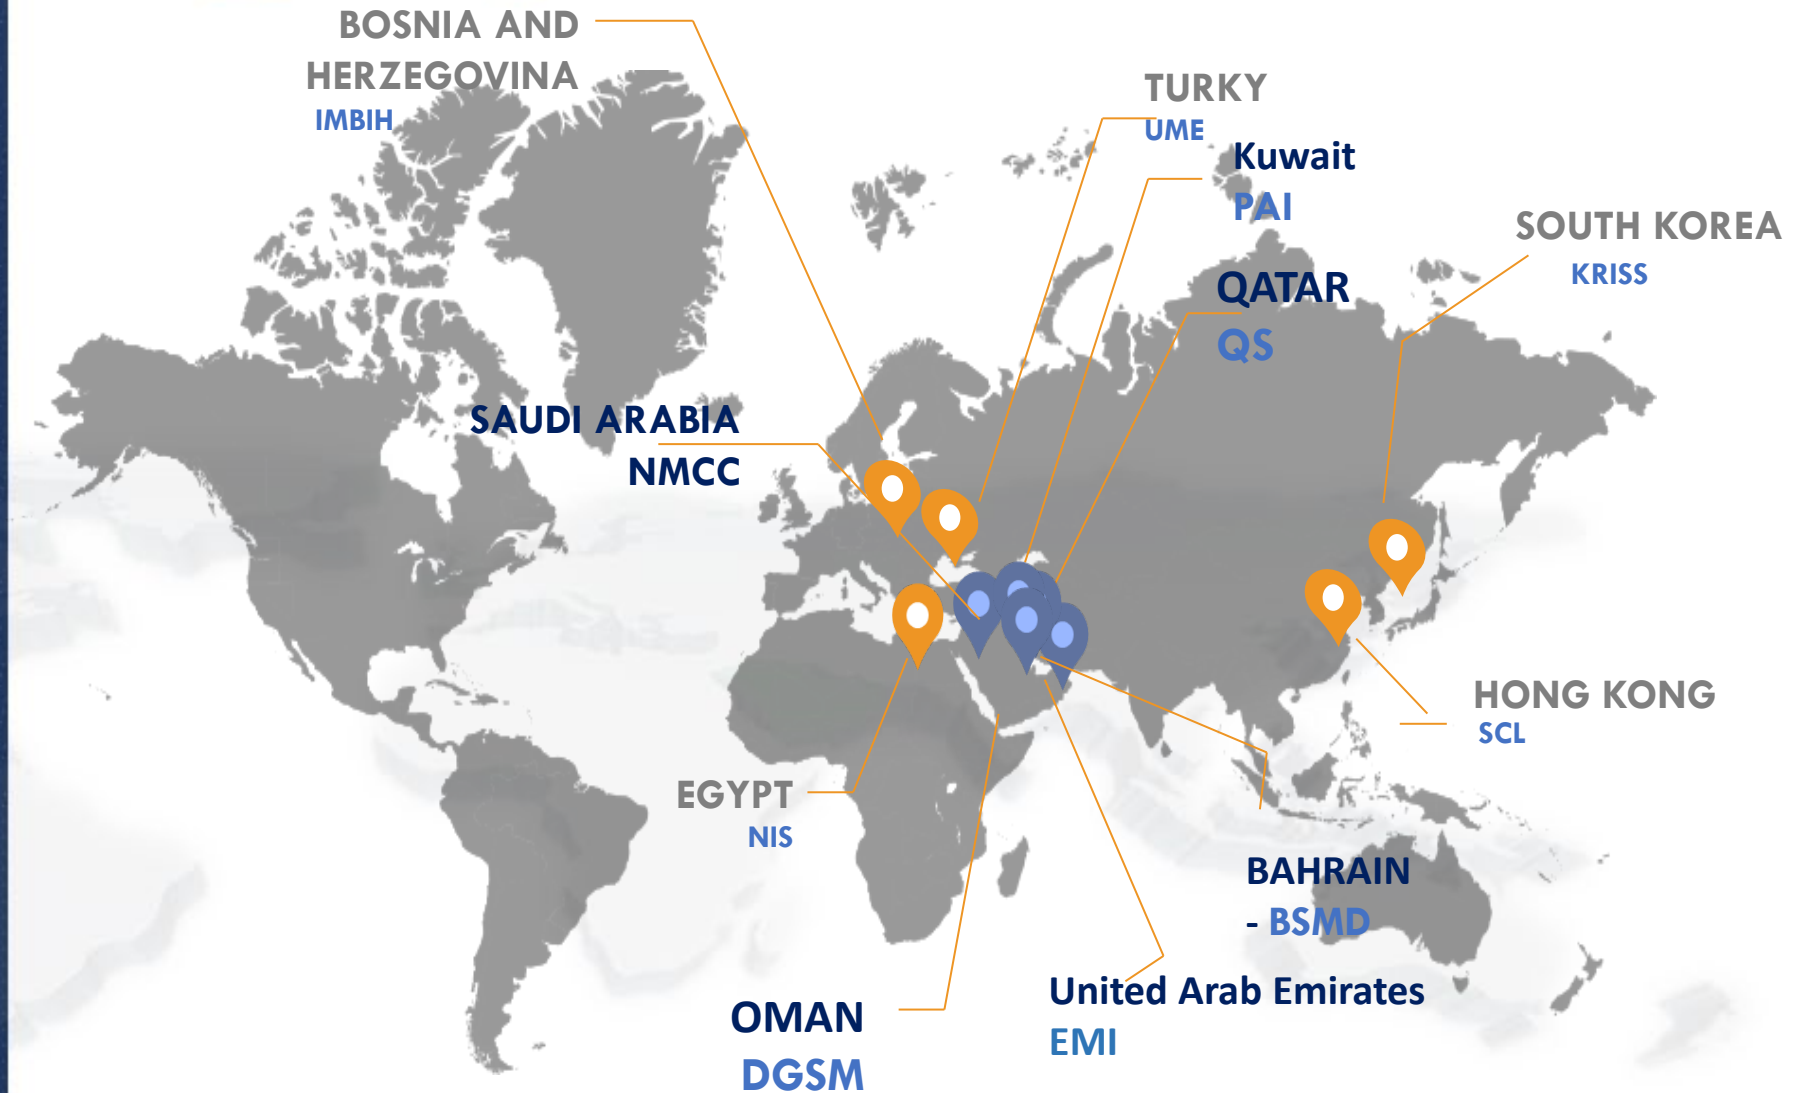 BOSNIA AND
HERZEGOVINA
IMBIH
TURKY
UME
Kuwait
PAI
SOUTH KOREA
KRISS
QATAR
QS
SAUDI ARABIA
NMCC
HONG KONG
SCL
EGYPT
NIS
BAHRAIN
- BSMD
United Arab Emirates
EMI
OMAN
DGSM